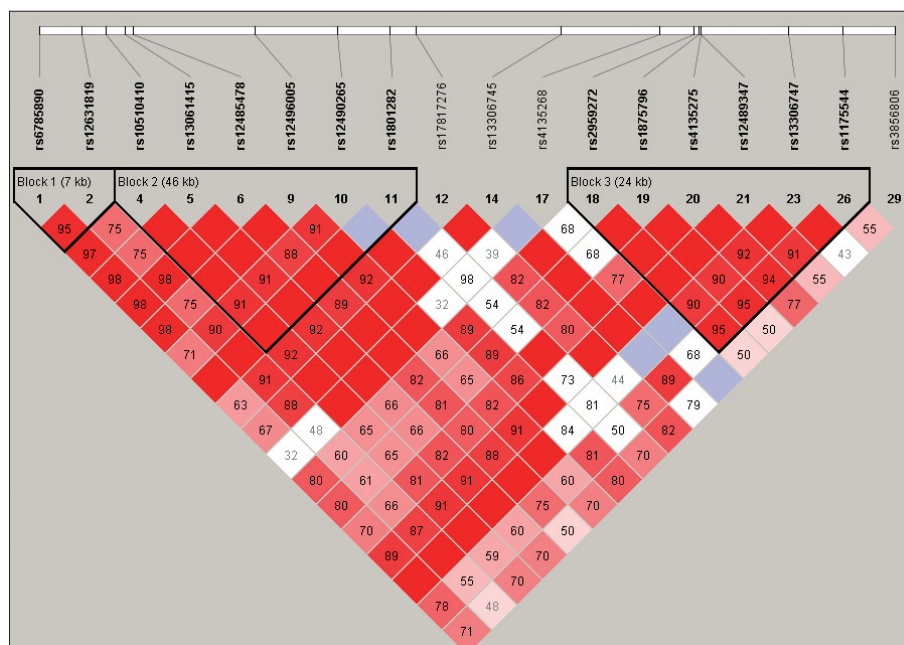 rs6785890
rs12631819
rs10510410
rs13061415
rs12485478
rs12496005
rs12490265
rs1801282
rs17817276
rs13306745
rs4135268
rs2959272
rs1875796
rs4135275
rs12489347
rs13306747
rs1175544
rs3856806
Block 1 (7 kb) Block 2 (46 kb) Block 3 (24 kb)
1 2 4 5 6 9 10 11 12 14 17 18 19 20 21 23 26 29
95 75 91 68 55
97 75 88 46 39 68 92 91 43
98 98 91 92 98 82 77 91 94 55
98 75 91 89 32 54 82 90 95 77
98 90 92 89 54 80 95 50
71 92 66 89 68 50
91 82 65 86 73 44 89
63 88 66 81 82 81 75 79
67 48 65 66 80 91 84 50 82
32 60 65 82 88 81 70
80 61 81 91 60 80
80 66 91 75 70
70 87 60 50
89 59 70
55 70
78 48
71